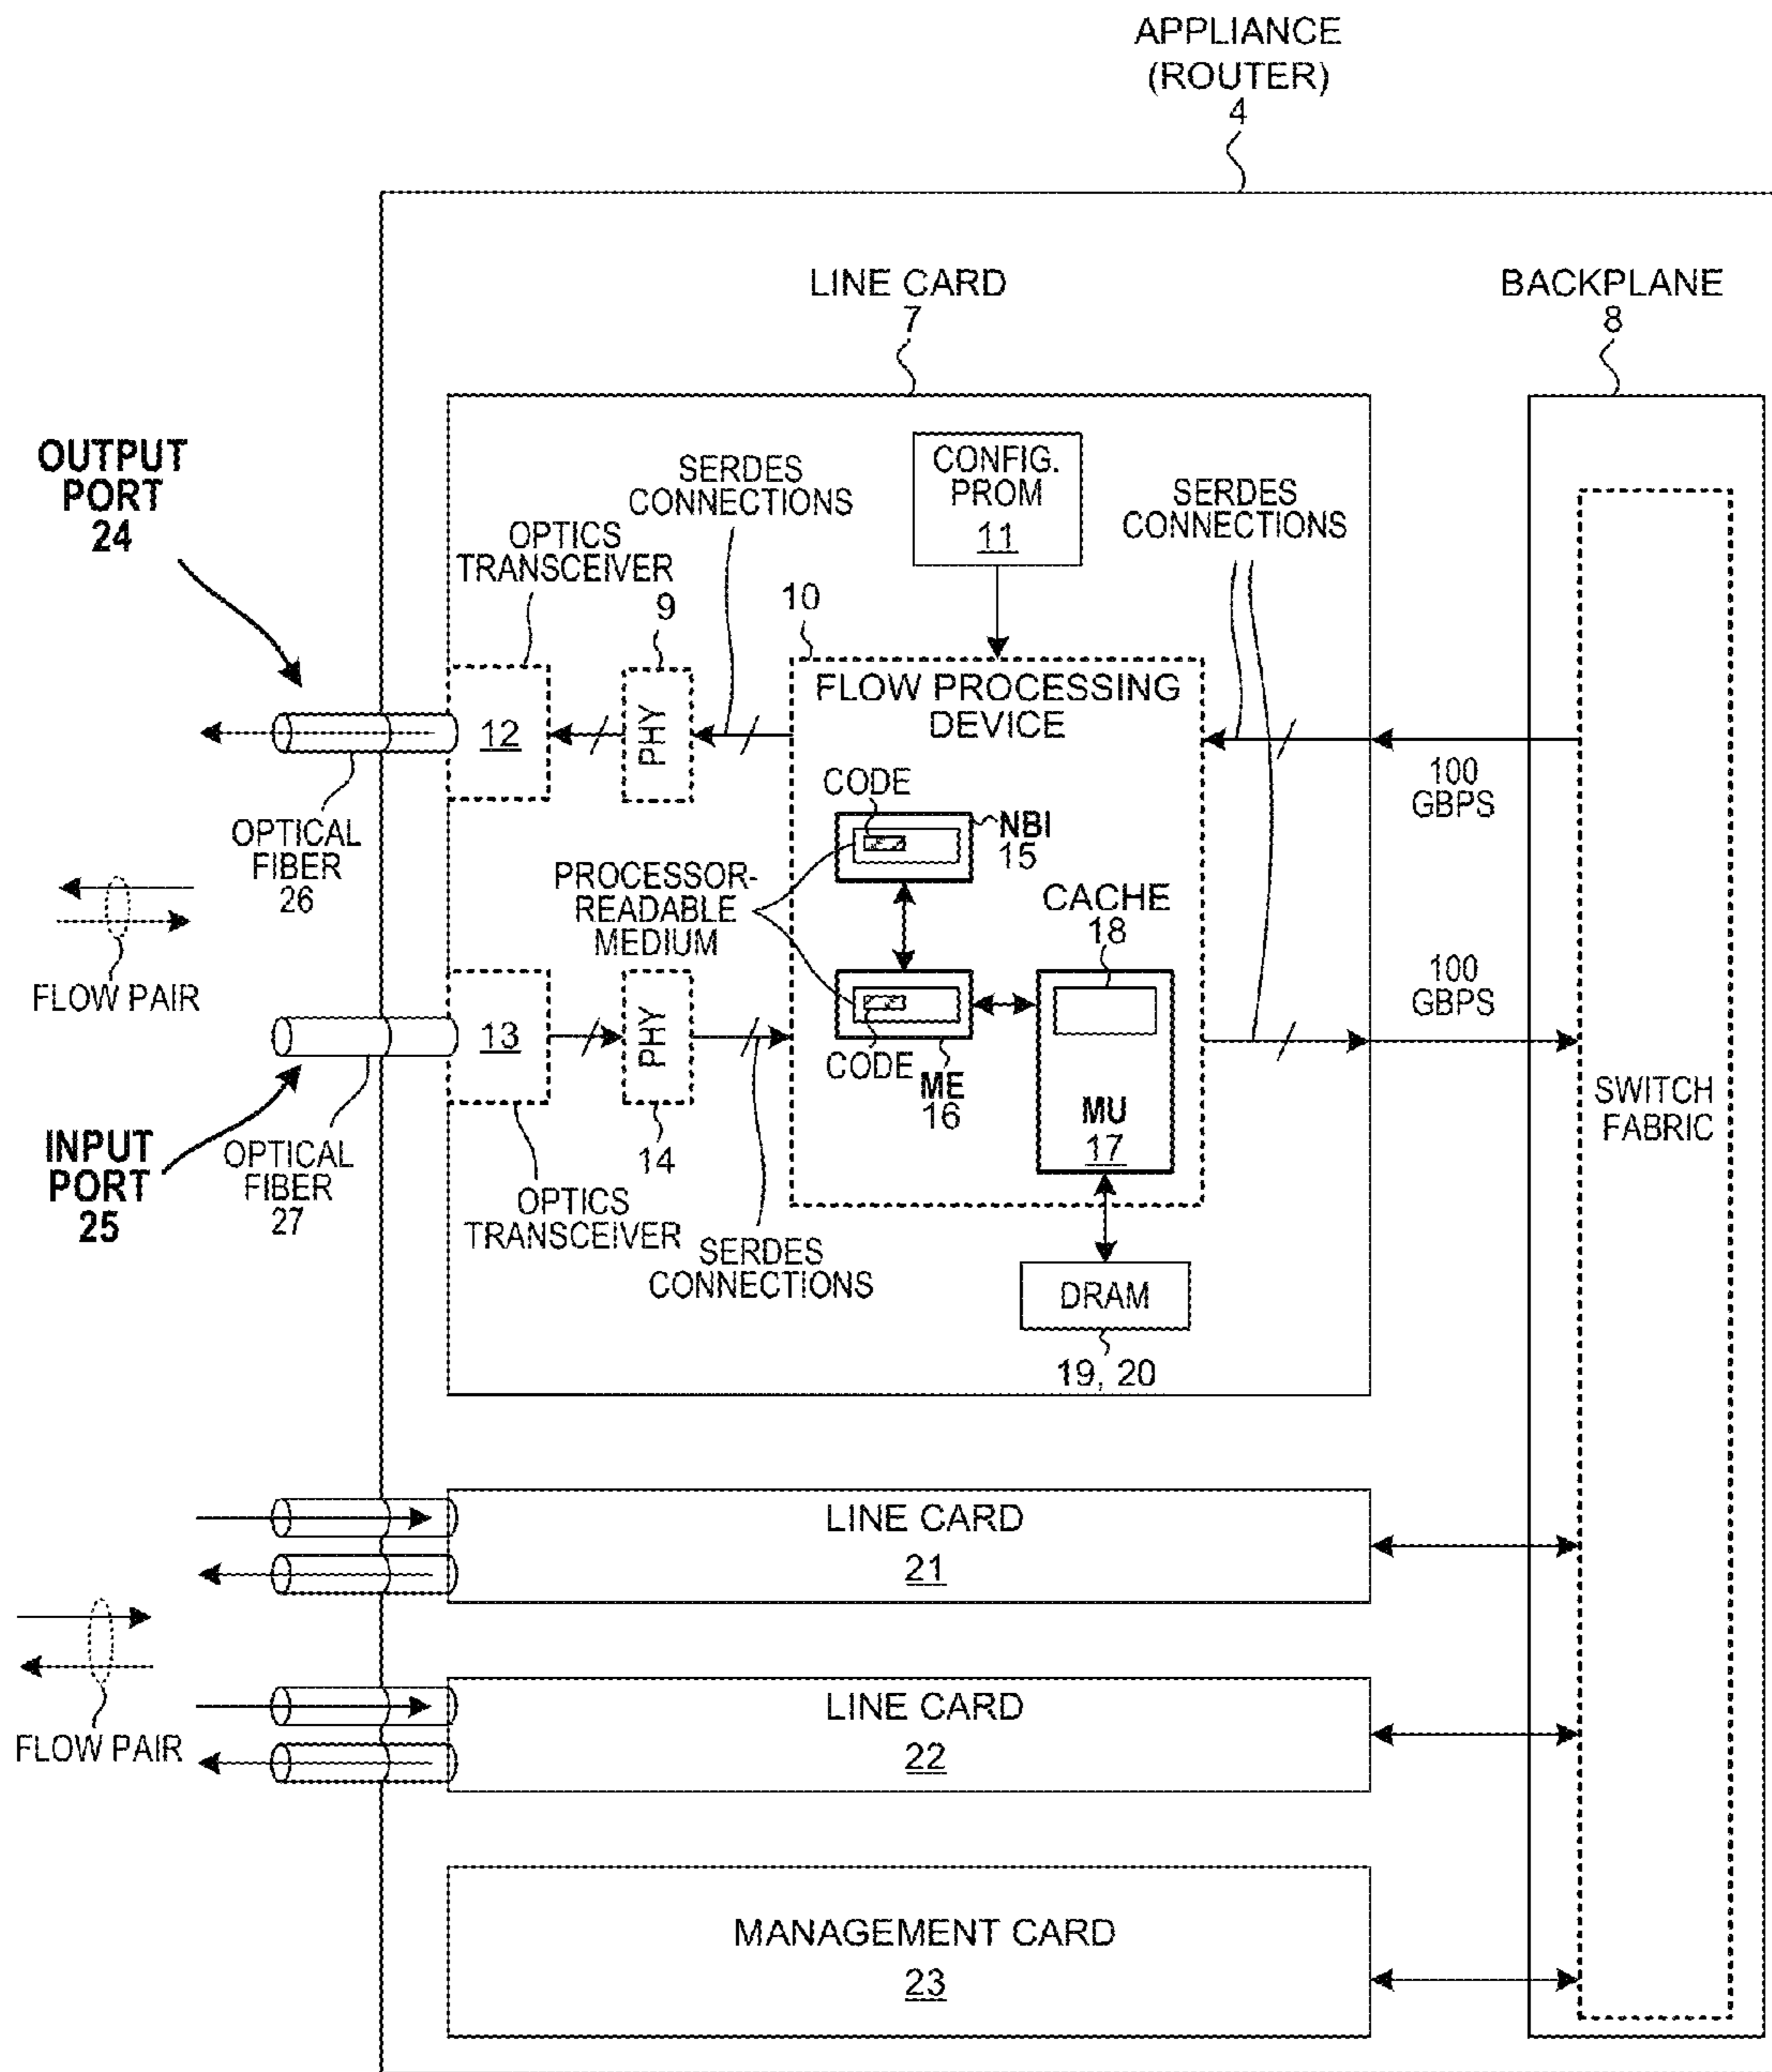 APPLIANCE
(ROUTER)
4
LINE CARD
7
BACKPLANE
8
OUTPUT
PORT
24
OPTICS
TRANSCEIVER
SERDES
CONNECTIONS
9
CONFIG.
PROM
11
SERDES
CONNECTIONS
10
12
PHY
FLOW PROCESSING
DEVICE
100
GBPS
OPTICAL
FIBER
26
CODE
NBI
15
PROCESSOR-
READABLE
MEDIUM
CACHE
18
FLOW PAIR
100
GBPS
13
PHY
CODE
ME
16
MU
17
SWITCH
FABRIC
INPUT
PORT
25
OPTICAL
FIBER
27
14
OPTICS
TRANSCEIVER
SERDES
CONNECTIONS
DRAM
19, 20
LINE CARD
21
LINE CARD
22
FLOW PAIR
MANAGEMENT CARD
23